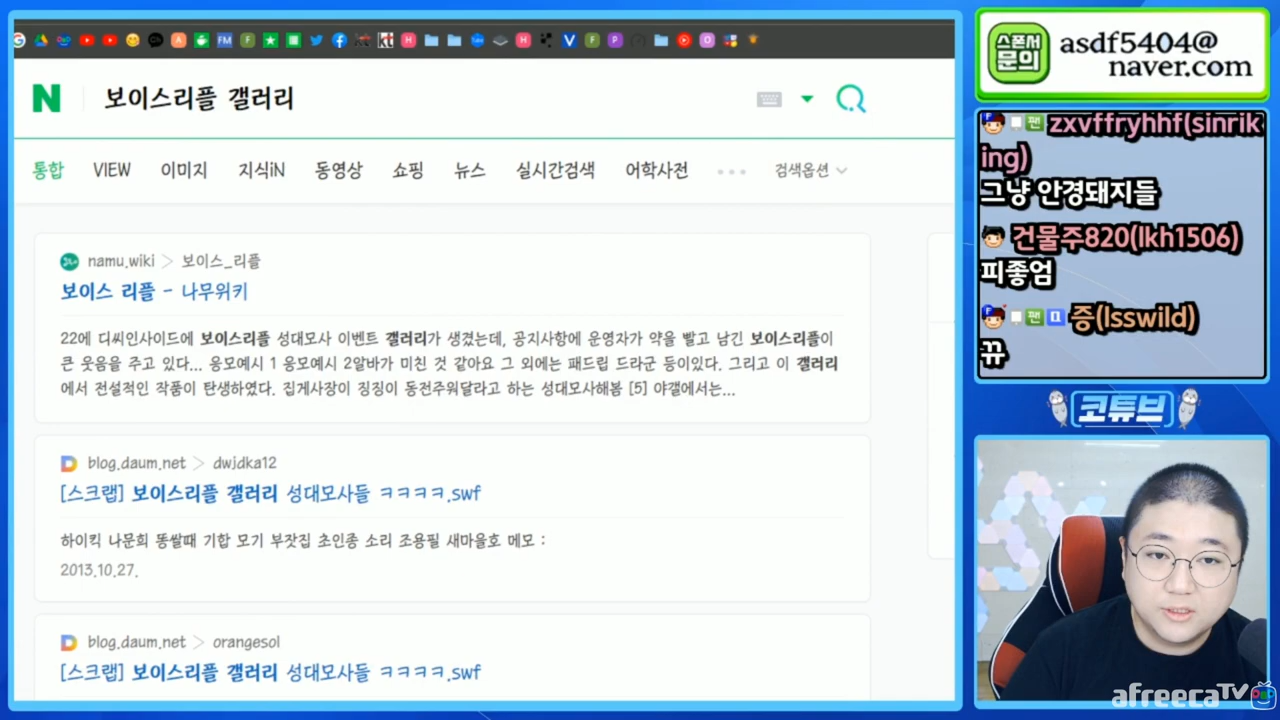 N 보이스리플 갤러리
통합 VIEW 이미지 지식iN 동영상 쇼핑 뉴스 실시간검색 어학사전 검색옵션
namu.wiki > 보이스_리플
보이스 리플 - 나무위키
22에 디씨인사이드에 보이스리플 성대모사 이벤트 갤러리가 생겼는데, 공지사항에 운영자가 약을 빨고 남긴 보이스리플이
큰 웃음을 주고 있다... 응모예시 1 응모예시 2알바가 미친 것 같아요 그 외에는 패드립 드라군 등이있다. 그리고 이 갤러리
에서 전설적인 작품이 탄생하였다. 집게사장이 징징이 동전주워달라고 하는 성대모사해봄 [5] 야갤에서는...
blog.daum.net > dwjdka12
[스크랩] 보이스리플 갤러리 성대모사들 ㅋㅋㅋㅋ.swf
하이킥 나문희 똥쌀때 기합 모기 부잣집 초인종 소리 조용필 새마을호 메모 :
2013.10.27.
blog.daum.net > orangesol
[스크랩] 보이스리플 갤러리 성대모사들 ㅋㅋㅋㅋ.swf
스폰서
문의
asdf5404@
naver.com
팬 zxvffryhhf(sinrik
ing)
그냥 안경돼지들
건물주820(lkh1506)
피좋엄
팬 증(lsswild)
뀨
코튜브
afreecaTV